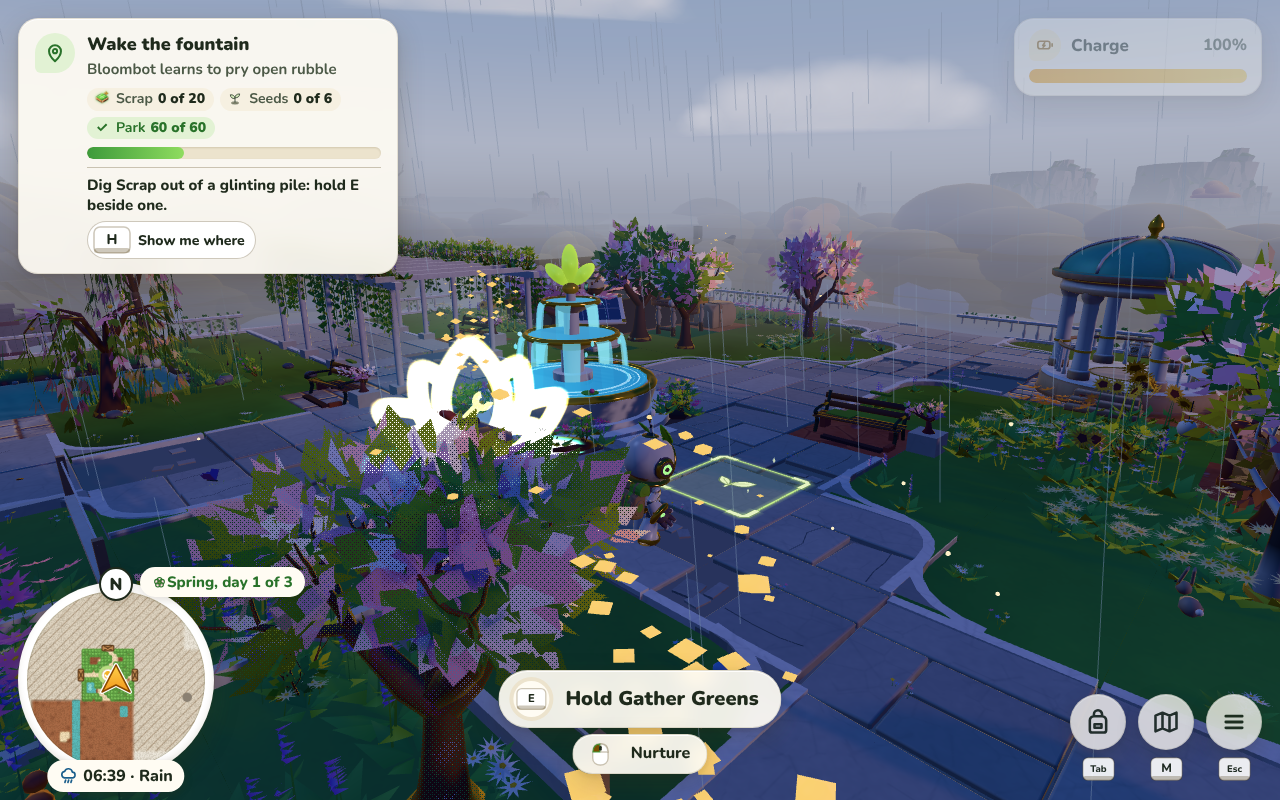 Wake the fountain
Bloombot learns to pry open rubble
Scrap 0 of 20 Seeds 0 of 6
Park 60 of 60
Dig Scrap out of a glinting pile: hold E
beside one.
H Show me where
Charge 100%
N
Spring, day 1 of 3
06:39 · Rain
E Hold Gather Greens
Nurture
Tab
M
Esc